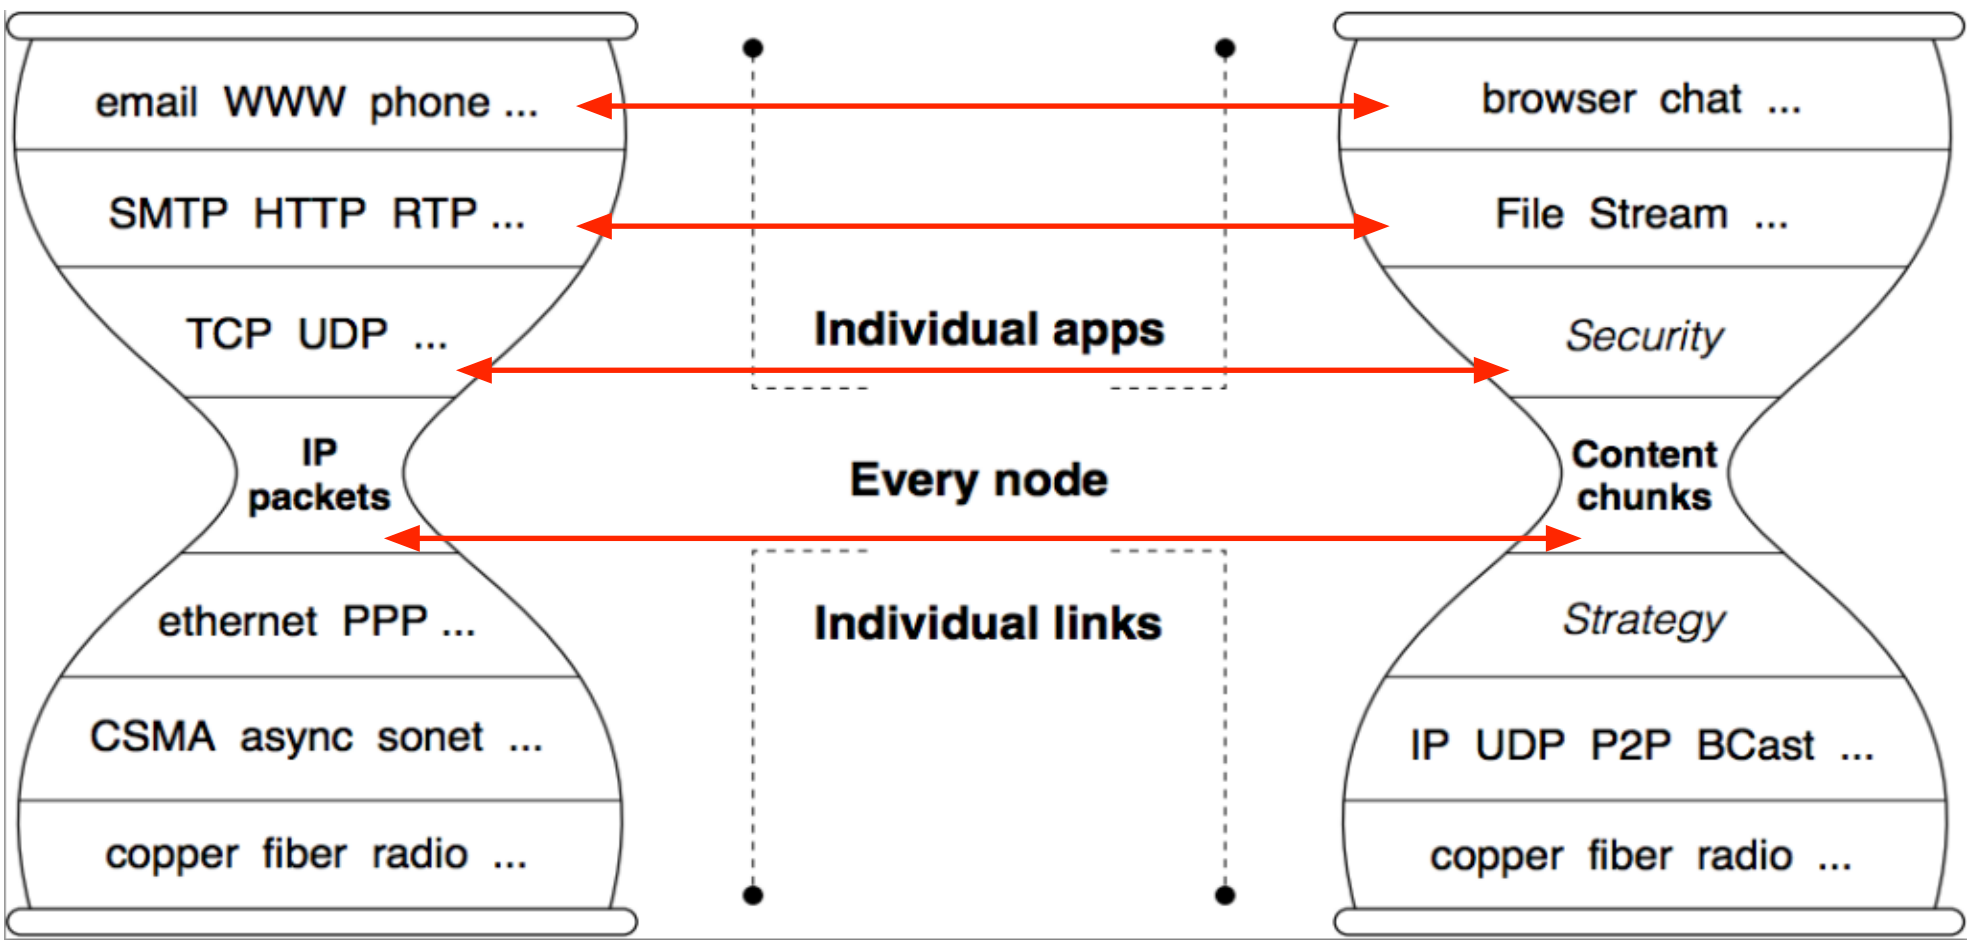 email WWW phone ...
SMTP HTTP RTP ...
TCP UDP ...
IP
packets
ethernet PPP ...
CSMA async sonet ...
copper fiber radio ...
Individual apps
Every node
Individual links
browser chat ...
File Stream ...
Security
Content
chunks
Strategy
IP UDP P2P BCast ...
copper fiber radio ...